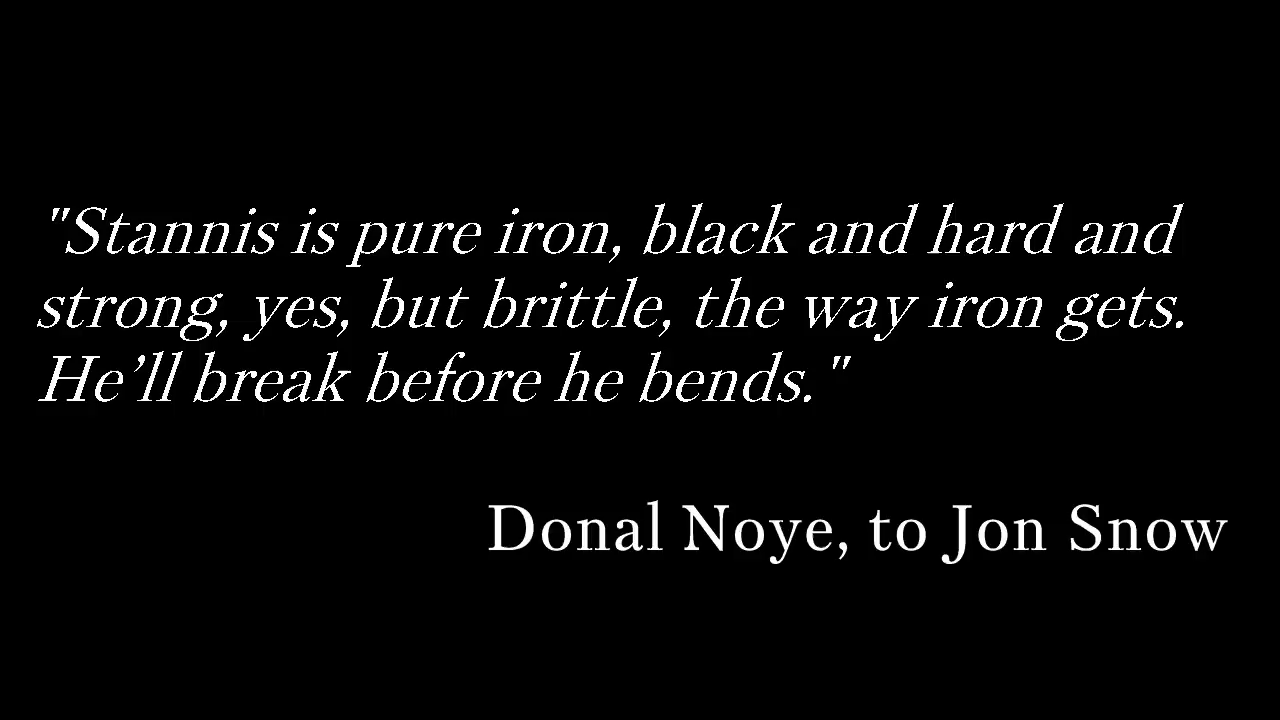 "Stannis is pure iron, black and hard and
strong, yes, but brittle, the way iron gets.
He’ll break before he bends."
Donal Noye, to Jon Snow